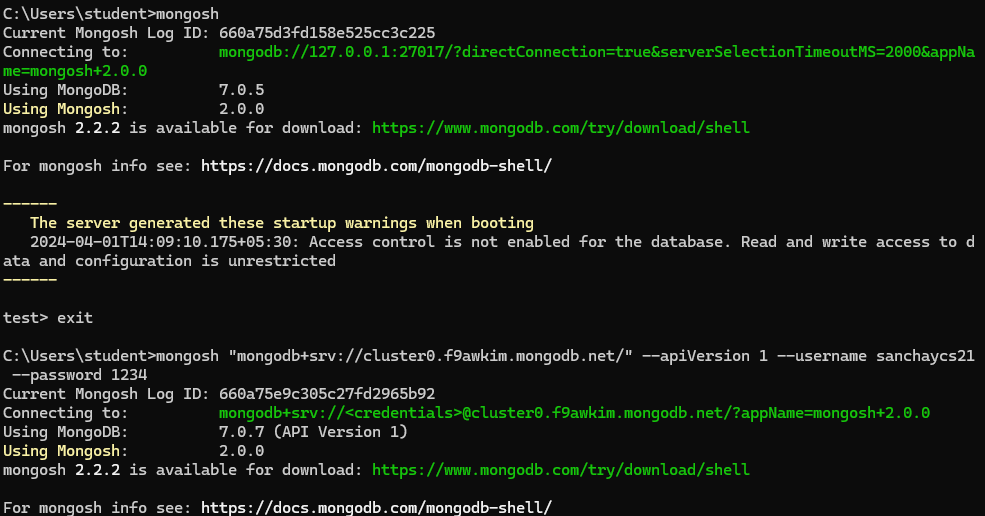 C:\Users\student>mongosh
Current Mongosh Log ID: 660a75d3fd158e525cc3c225
Connecting to:          mongodb://127.0.0.1:27017/?directConnection=true&serverSelectionTimeoutMS=2000&appNa
me=mongosh+2.0.0
Using MongoDB:          7.0.5
Using Mongosh:          2.0.0
mongosh 2.2.2 is available for download: https://www.mongodb.com/try/download/shell
For mongosh info see: https://docs.mongodb.com/mongodb-shell/
------
   The server generated these startup warnings when booting
   2024-04-01T14:09:10.175+05:30: Access control is not enabled for the database. Read and write access to d
ata and configuration is unrestricted
------
test> exit
C:\Users\student>mongosh "mongodb+srv://cluster0.f9awkim.mongodb.net/" --apiVersion 1 --username sanchaycs21
 --password 1234
Current Mongosh Log ID: 660a75e9c305c27fd2965b92
Connecting to:          mongodb+srv://<credentials>@cluster0.f9awkim.mongodb.net/?appName=mongosh+2.0.0
Using MongoDB:          7.0.7 (API Version 1)
Using Mongosh:          2.0.0
mongosh 2.2.2 is available for download: https://www.mongodb.com/try/download/shell
For mongosh info see: https://docs.mongodb.com/mongodb-shell/